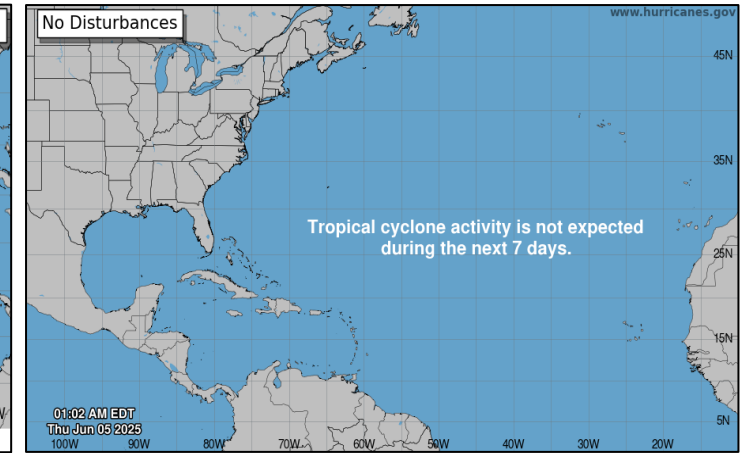 No Disturbances
www.hurricanes.gov
45N
35N
Tropical cyclone activity is not expected
during the next 7 days.
25N
15N
5N
01:02 AM EDT
Thu Jun 05 2025
100W 90W 80W 70W 60W 50W 40W 30W 20W